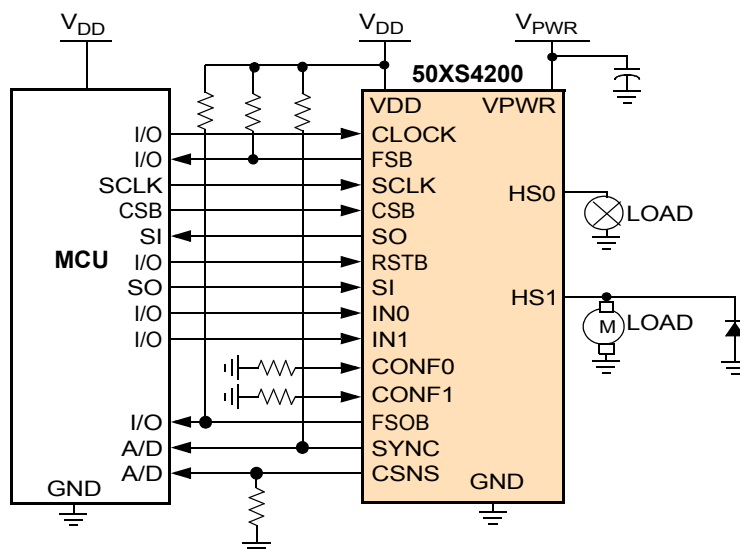 VDD VDD VPWR
50XS4200
VDD VPWR
I/O CLOCK
I/O FSB
SCLK SCLK
HS0
CSB CSB
LOAD
SI SO
MCU
I/O RSTB
SO SI
HS1
I/O IN0
M LOAD
I/O IN1
CONF0
CONF1
I/O FSOB
A/D SYNC
A/D CSNS
GND GND